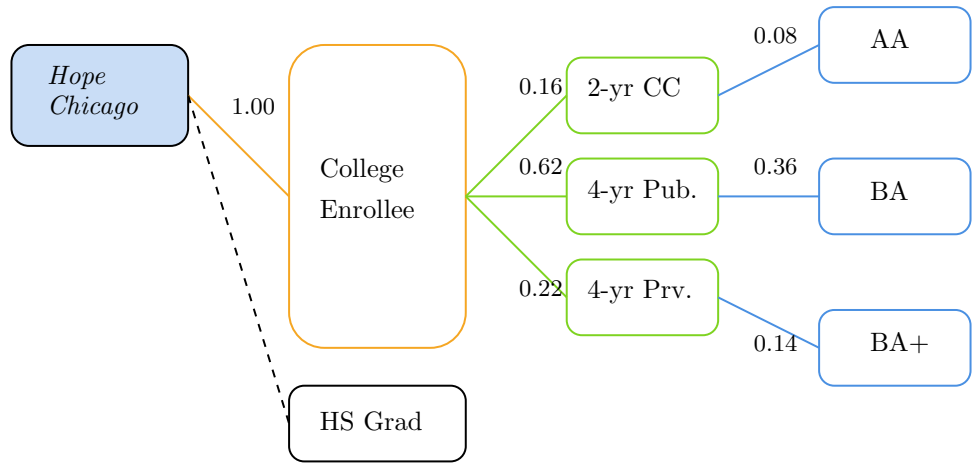 Hope
Chicago
1.00
College
Enrollee
HS Grad
0.16
2-yr CC
0.62
4-yr Pub.
0.22
4-yr Prv.
0.08
AA
0.36
BA
0.14
BA+